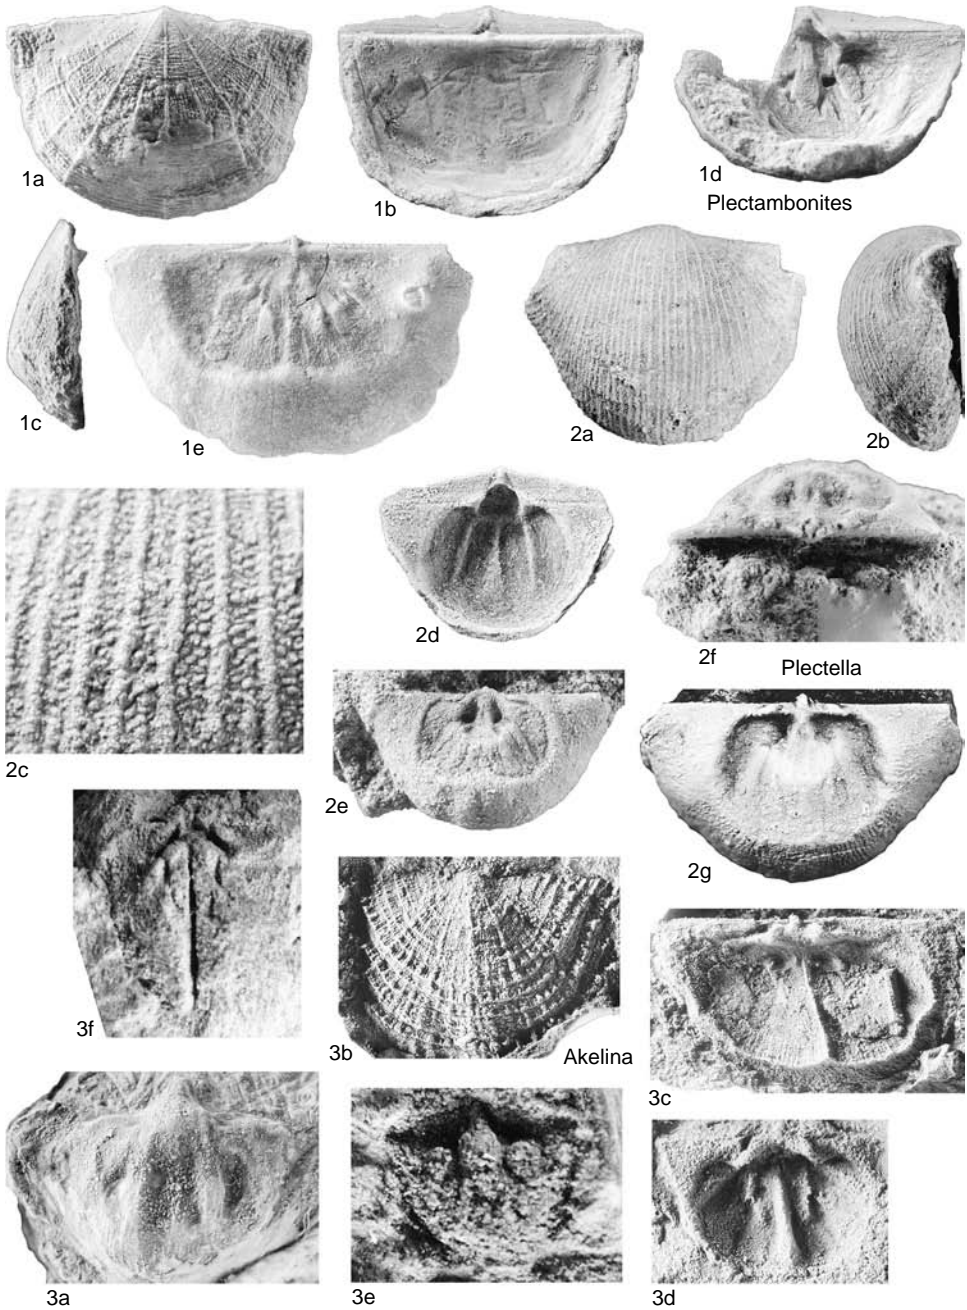 1a
1b
1d
Plectambonites
1c
1e
2a
2b
2c
2d
2f
Plectella
2e
2g
3f
3b
Akelina
3c
3a
3e
3d